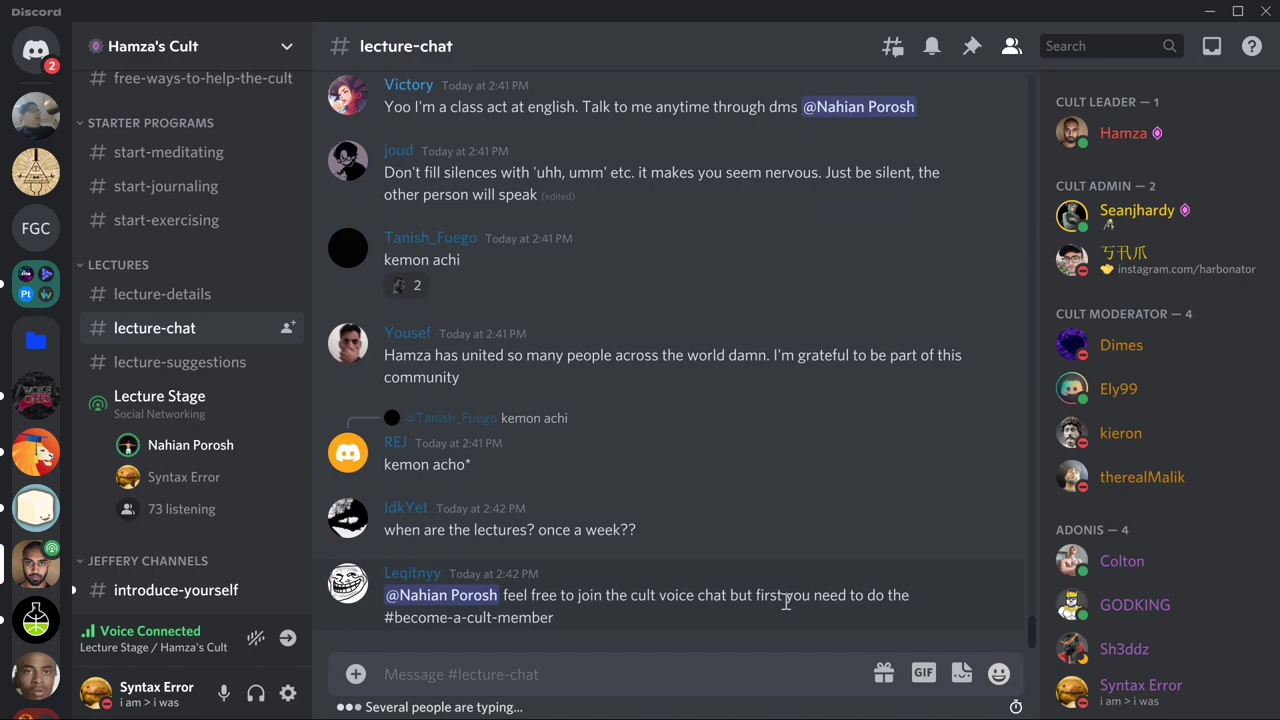 Discord
2
FGC
Pt
Hamza's Cult
free-ways-to-help-the-cult
STARTER PROGRAMS
start-meditating
start-journaling
start-exercising
LECTURES
lecture-details
lecture-chat
lecture-suggestions
Lecture Stage
Social Networking
Nahian Porosh
Syntax Error
73 listening
JEFFERY CHANNELS
introduce-yourself
Voice Connected
Lecture Stage / Hamza's Cult
Syntax Error
i am > i was
# lecture-chat
Search
Victory Today at 2:41 PM
Yoo I'm a class act at english. Talk to me anytime through dms @Nahian Porosh
joud Today at 2:41 PM
Don't fill silences with 'uhh, umm' etc. it makes you seem nervous. Just be silent, the
other person will speak (edited)
Tanish_Fuego Today at 2:41 PM
kemon achi
2
Yousef Today at 2:41 PM
Hamza has united so many people across the world damn. I'm grateful to be part of this
community
@Tanish_Fuego kemon achi
REJ Today at 2:41 PM
kemon acho*
IdkYet Today at 2:42 PM
when are the lectures? once a week??
Leqitnyy Today at 2:42 PM
@Nahian Porosh feel free to join the cult voice chat but first you need to do the
#become-a-cult-member
Message #lecture-chat
GIF
Several people are typing...
CULT LEADER — 1
Hamza
CULT ADMIN — 2
Seanjhardy
instagram.com/harbonator
CULT MODERATOR — 4
Dimes
Ely99
kieron
therealMalik
ADONIS — 4
Colton
GODKING
Sh3ddz
Syntax Error
i am > i was